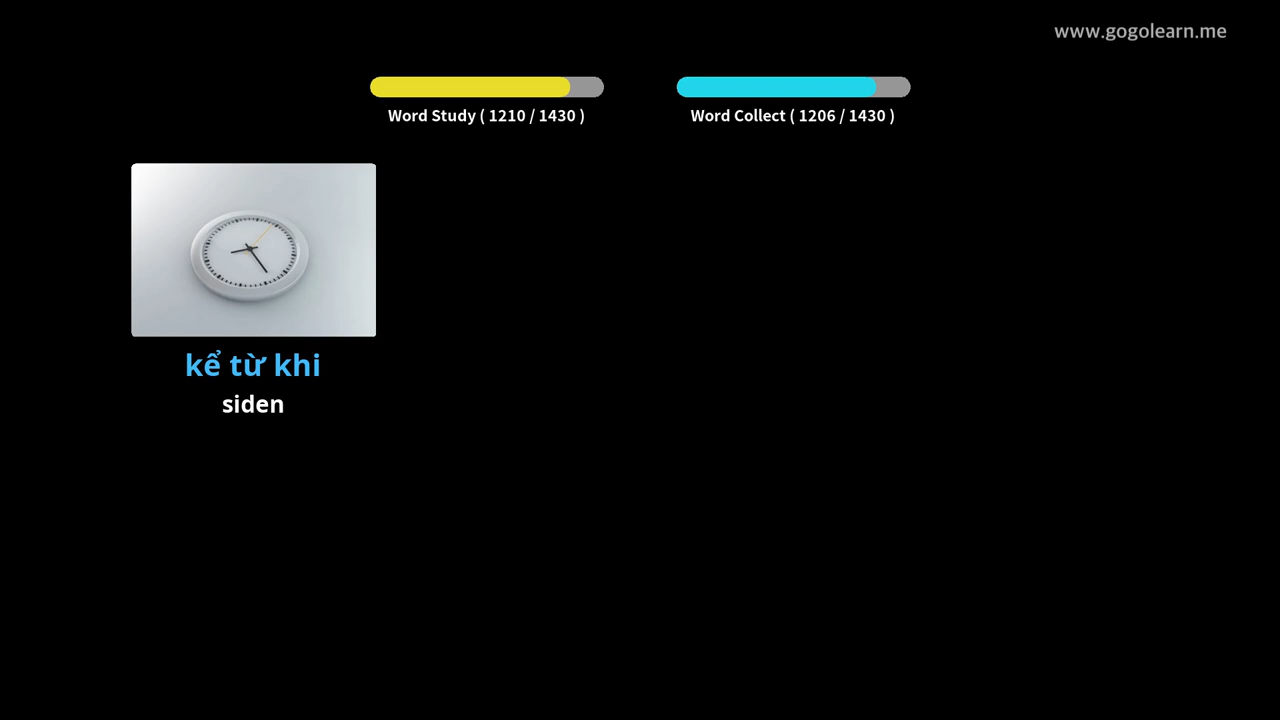 www.gogolearn.me
Word Study ( 1210 / 1430 )
Word Collect ( 1206 / 1430 )
kể từ khi
siden